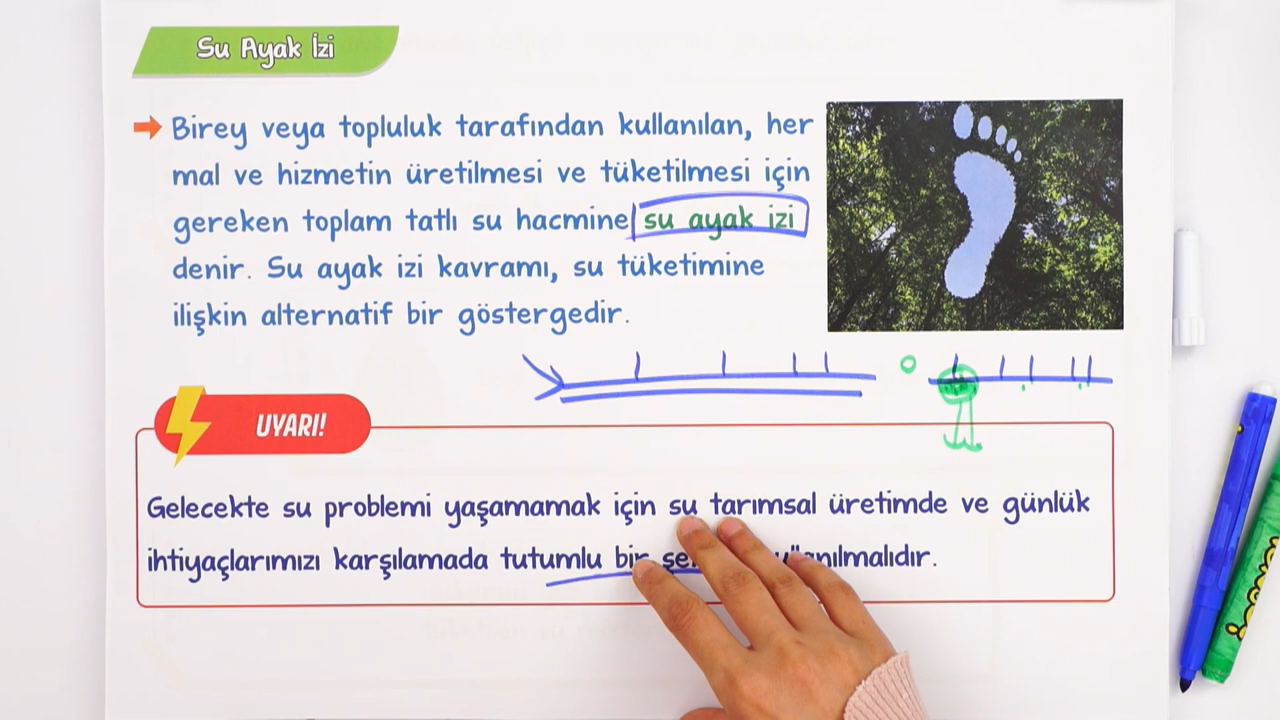 Su Ayak İzi
Birey veya topluluk tarafından kullanılan, her
mal ve hizmetin üretilmesi ve tüketilmesi için
gereken toplam tatlı su hacmine su ayak izi
denir. Su ayak izi kavramı, su tüketimine
ilişkin alternatif bir göstergedir.
UYARI!
Gelecekte su problemi yaşamamak için su tarımsal üretimde ve günlük
ihtiyaçlarımızı karşılamada tutumlu bir